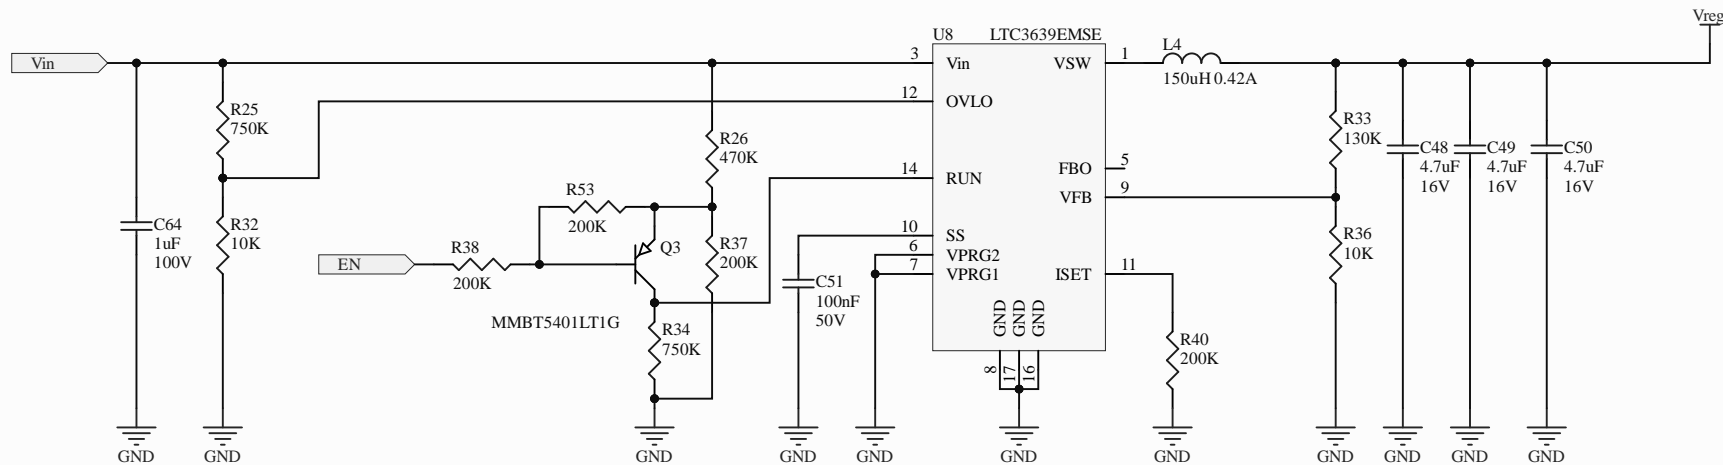 Vreg
U8
LTC3639EMSE
L4
Vin
3
Vin
VSW
1
150uH 0.42A
12
OVLO
R25
750K
R26
470K
R33
130K
C48
4.7uF
16V
C49
4.7uF
16V
C50
4.7uF
16V
FBO
5
14
RUN
VFB
9
R53
200K
R32
10K
C64
1uF
100V
R38
200K
EN
Q3
R37
200K
10
SS
6
VPRG2
7
VPRG1
ISET
11
R36
10K
C51
100nF
50V
MMBT5401LT1G
R34
750K
GND
GND
GND
8
17
16
R40
200K
GND
GND
GND
GND
GND
GND
GND
GND
GND
GND
GND